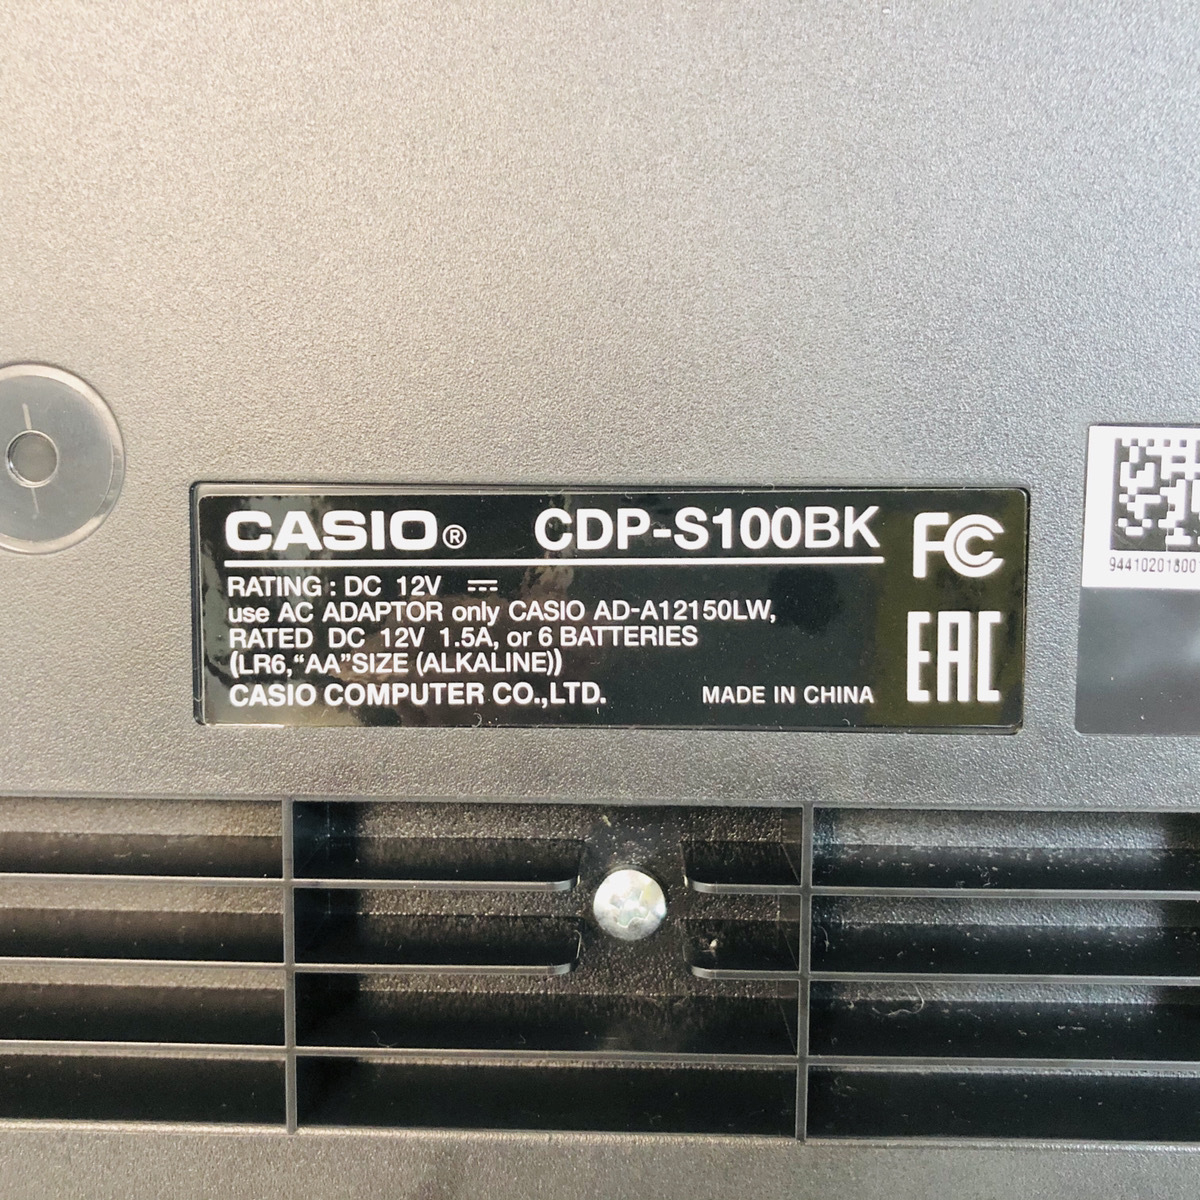 CASIO® CDP-S100BK FC
RATING : DC 12V ⎓
use AC ADAPTOR only CASIO AD-A12150LW,
RATED DC 12V 1.5A, or 6 BATTERIES
(LR6,“AA”SIZE (ALKALINE))
CASIO COMPUTER CO.,LTD. MADE IN CHINA
EAC